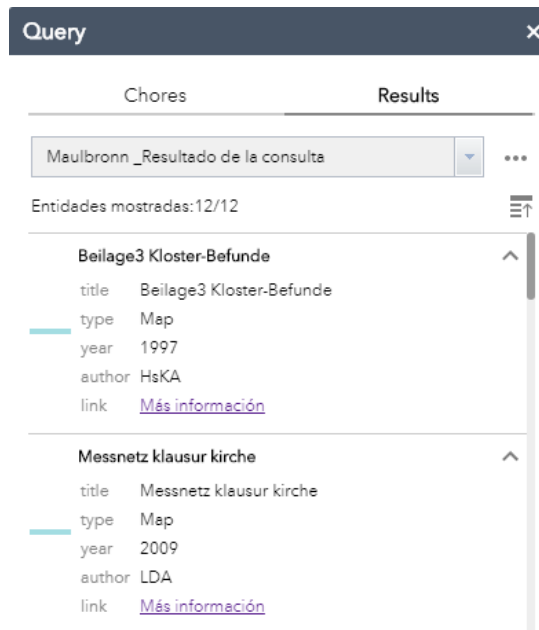 Query
Chores Results
Maulbronn _Resultado de la consulta
Entidades mostradas:12/12
Beilage3 Kloster-Befunde
title Beilage3 Kloster-Befunde
type Map
year 1997
author HsKA
link Más información
Messnetz klausur kirche
title Messnetz klausur kirche
type Map
year 2009
author LDA
link Más información